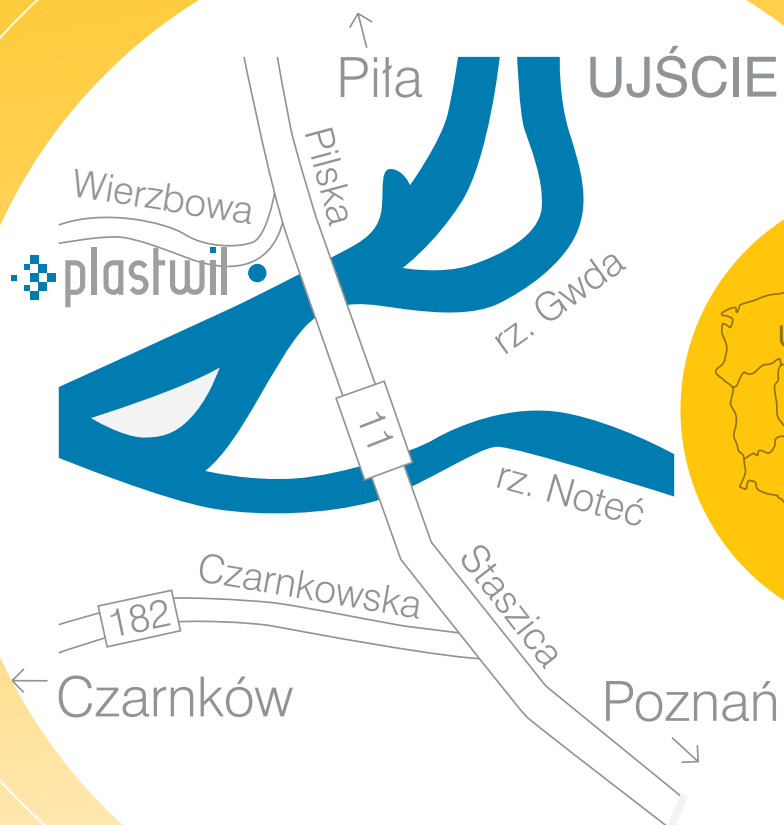 Piła
UJŚCIE
Pilska
Wierzbowa
plastwil
rz. Gwda
11
rz. Noteć
Staszica
Czarnkowska
182
Czarnków
Poznań